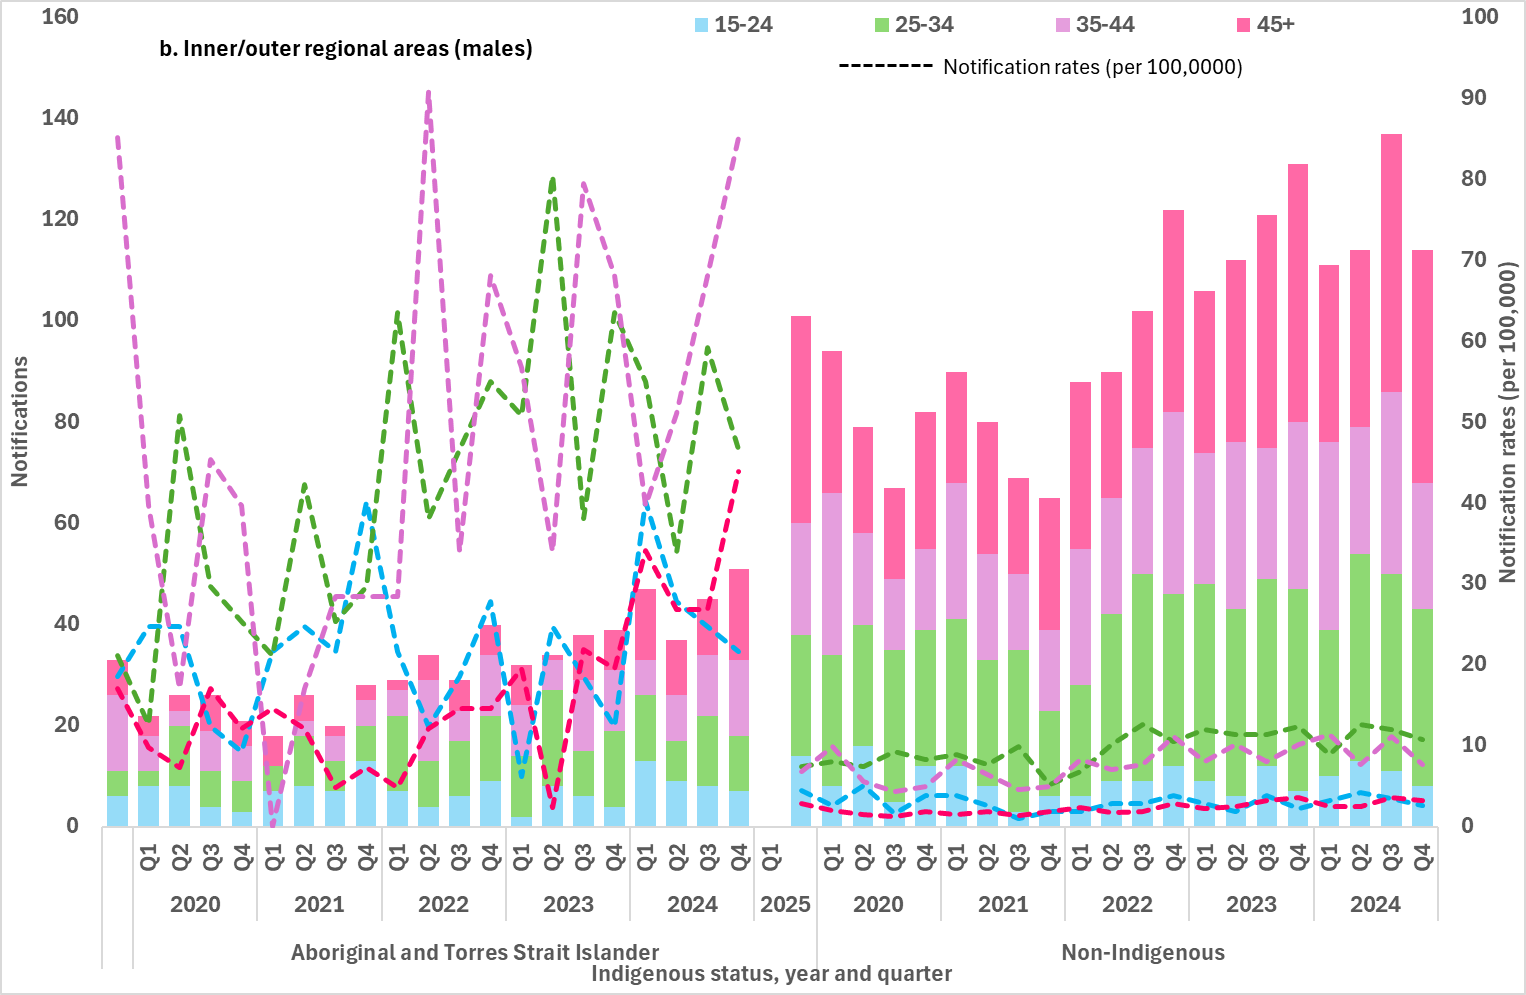 160
15-24 25-34 35-44 45+
100
b. Inner/outer regional areas (males)
Notification rates (per 100,0000)
140
120
100
80
60
40
20
0
90
80
70
60
50
40
30
20
10
0
Notifications
Notification rates (per 100,000)
Q1 Q2 Q3 Q4 Q1 Q2 Q3 Q4 Q1 Q2 Q3 Q4 Q1 Q2 Q3 Q4 Q1 Q2 Q3 Q4 Q1 Q1 Q2 Q3 Q4 Q1 Q2 Q3 Q4 Q1 Q2 Q3 Q4 Q1 Q2 Q3 Q4 Q1 Q2 Q3 Q4
2020 2021 2022 2023 2024 2025 2020 2021 2022 2023 2024
Aboriginal and Torres Strait Islander Non-Indigenous
Indigenous status, year and quarter